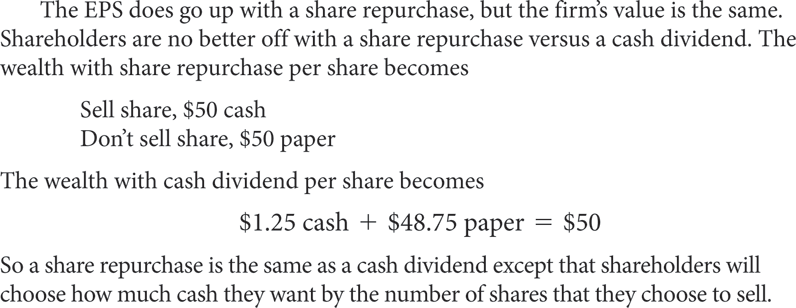 The EPS does go up with a share repurchase, but the firm’s value is the same.
Shareholders are no better off with a share repurchase versus a cash dividend. The
wealth with share repurchase per share becomes
Sell share, $50 cash
Don’t sell share, $50 paper
The wealth with cash dividend per share becomes
$1.25 cash + $48.75 paper = $50
So a share repurchase is the same as a cash dividend except that shareholders will
choose how much cash they want by the number of shares that they choose to sell.